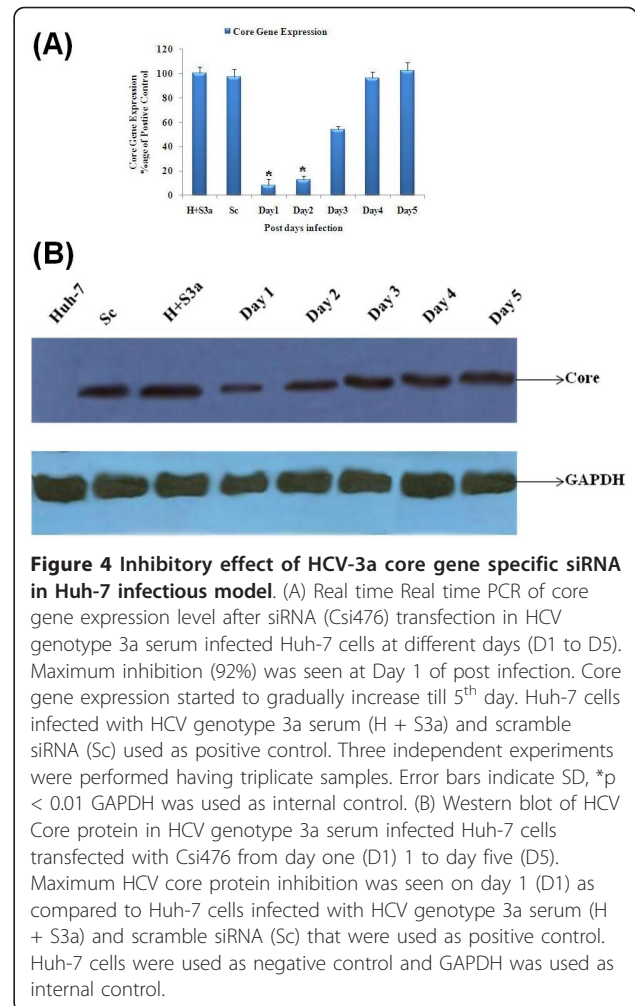 (A)
Core Gene Expression
Core Gene Expression
%age of Postive Control
120
100
80
60
40
20
0
* *
H+S3a Sc Day1 Day2 Day3 Day4 Day5
Post days infection
(B)
Huh-7 Sc H+S3a Day 1 Day 2 Day 3 Day 4 Day 5
Core
GAPDH
Figure 4 Inhibitory effect of HCV-3a core gene specific siRNA
in Huh-7 infectious model. (A) Real time Real time PCR of core
gene expression level after siRNA (Csi476) transfection in HCV
genotype 3a serum infected Huh-7 cells at different days (D1 to D5).
Maximum inhibition (92%) was seen at Day 1 of post infection. Core
gene expression started to gradually increase till 5th day. Huh-7 cells
infected with HCV genotype 3a serum (H + S3a) and scramble
siRNA (Sc) used as positive control. Three independent experiments
were performed having triplicate samples. Error bars indicate SD, *p
< 0.01 GAPDH was used as internal control. (B) Western blot of HCV
Core protein in HCV genotype 3a serum infected Huh-7 cells
transfected with Csi476 from day one (D1) 1 to day five (D5).
Maximum HCV core protein inhibition was seen on day 1 (D1) as
compared to Huh-7 cells infected with HCV genotype 3a serum (H
+ S3a) and scramble siRNA (Sc) that were used as positive control.
Huh-7 cells were used as negative control and GAPDH was used as
internal control.